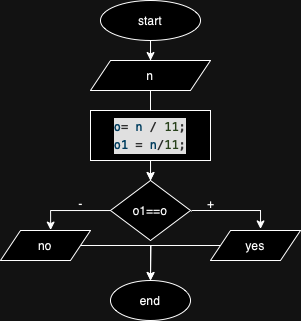 start
n
o= n / 11;
o1 = n/11;
o1==o
-
+
no
yes
end